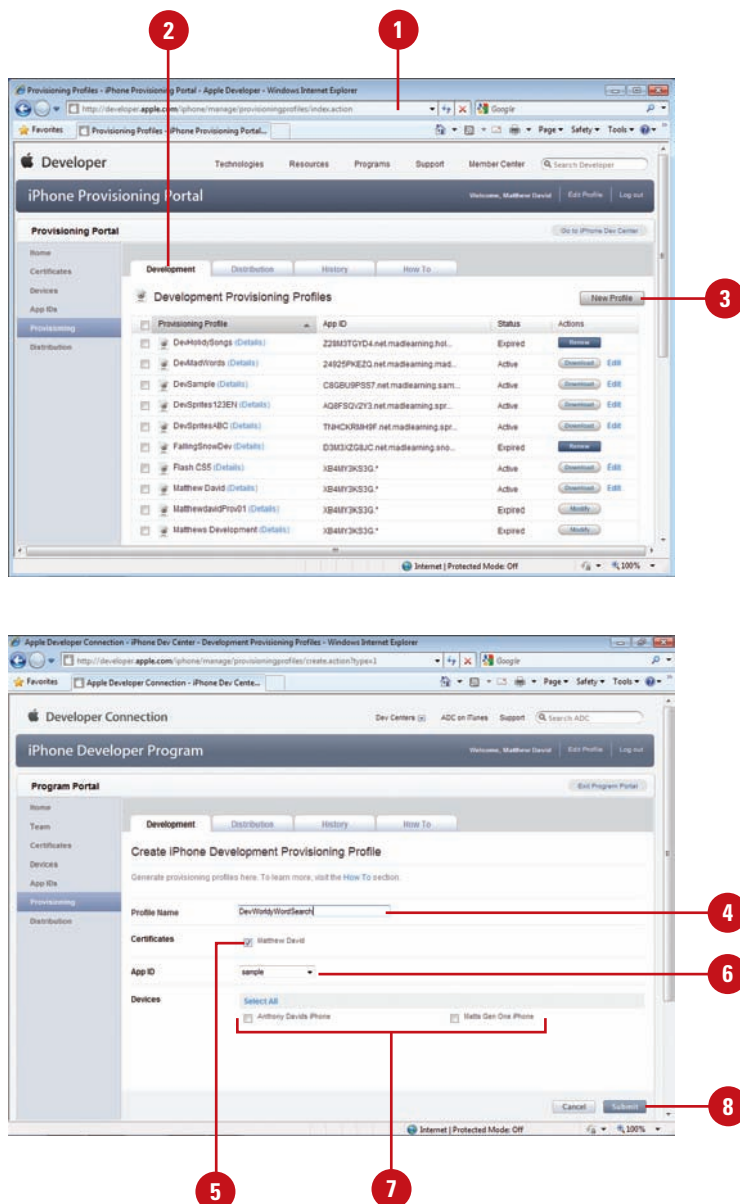 2
1
Provisioning Profiles - iPhone Provisioning Portal - Apple Developer - Windows Internet Explorer
http://developer.apple.com/iphone/manage/provisioningprofiles/index.action
Google
Favorites
Provisioning Profiles - iPhone Provisioning Portal...
Page
Safety
Tools
Developer
Technologies
Resources
Programs
Support
Member Center
Search Developer
iPhone Provisioning Portal
Welcome, Matthew David
Edit Profile
Log out
Provisioning Portal
Go to iPhone Dev Center
Home
Certificates
Devices
App IDs
Provisioning
Distribution
Development
Distribution
History
How To
Development Provisioning Profiles
New Profile
3
Provisioning Profile
App ID
Status
Actions
DevHolidySongs (Details)
Z28M3TGYD4.net.madlearning.hol...
Expired
Renew
DevMadWords (Details)
24925PKEZQ.net.madlearning.mad...
Active
Download
Edit
DevSample (Details)
C8GBU9PSS7.net.madlearning.sam...
Active
Download
Edit
DevSprites123EN (Details)
AQ8FSQV2Y3.net.madlearning.spr...
Active
Download
Edit
DevSpritesABC (Details)
TNHCKRMH9F.net.madlearning.spr...
Active
Download
Edit
FallingSnowDev (Details)
D3M3XZG8JC.net.madlearning.sno...
Expired
Renew
Flash CS5 (Details)
XB4MY3KS3G.*
Active
Download
Edit
Matthew David (Details)
XB4MY3KS3G.*
Active
Download
Edit
MatthewdavidProv01 (Details)
XB4MY3KS3G.*
Expired
Modify
Matthews Development (Details)
XB4MY3KS3G.*
Expired
Modify
Internet | Protected Mode: Off
100%
Apple Developer Connection - iPhone Dev Center - Development Provisioning Profiles - Windows Internet Explorer
http://developer.apple.com/iphone/manage/provisioningprofiles/create.action?type=1
Google
Favorites
Apple Developer Connection - iPhone Dev Cente...
Page
Safety
Tools
Developer Connection
Dev Centers
ADC on iTunes
Support
Search ADC
iPhone Developer Program
Welcome, Matthew David
Edit Profile
Log out
Program Portal
Exit Program Portal
Home
Team
Certificates
Devices
App IDs
Provisioning
Distribution
Development
Distribution
History
How To
Create iPhone Development Provisioning Profile
Generate provisioning profiles here. To learn more, visit the How To section.
Profile Name
DevWorldyWordSearch
4
Certificates
Matthew David
App ID
sample
6
Devices
Select All
Anthony Davids iPhone
Matts Gen One iPhone
Cancel
Submit
8
Internet | Protected Mode: Off
100%
5
7